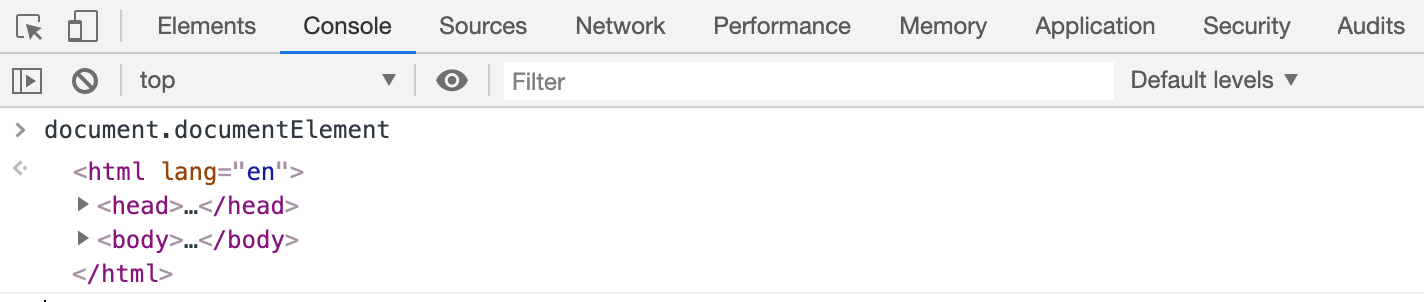 Elements Console Sources Network Performance Memory Application Security Audits
top Filter Default levels
document.documentElement
<html lang="en">
<head>…</head>
<body>…</body>
</html>